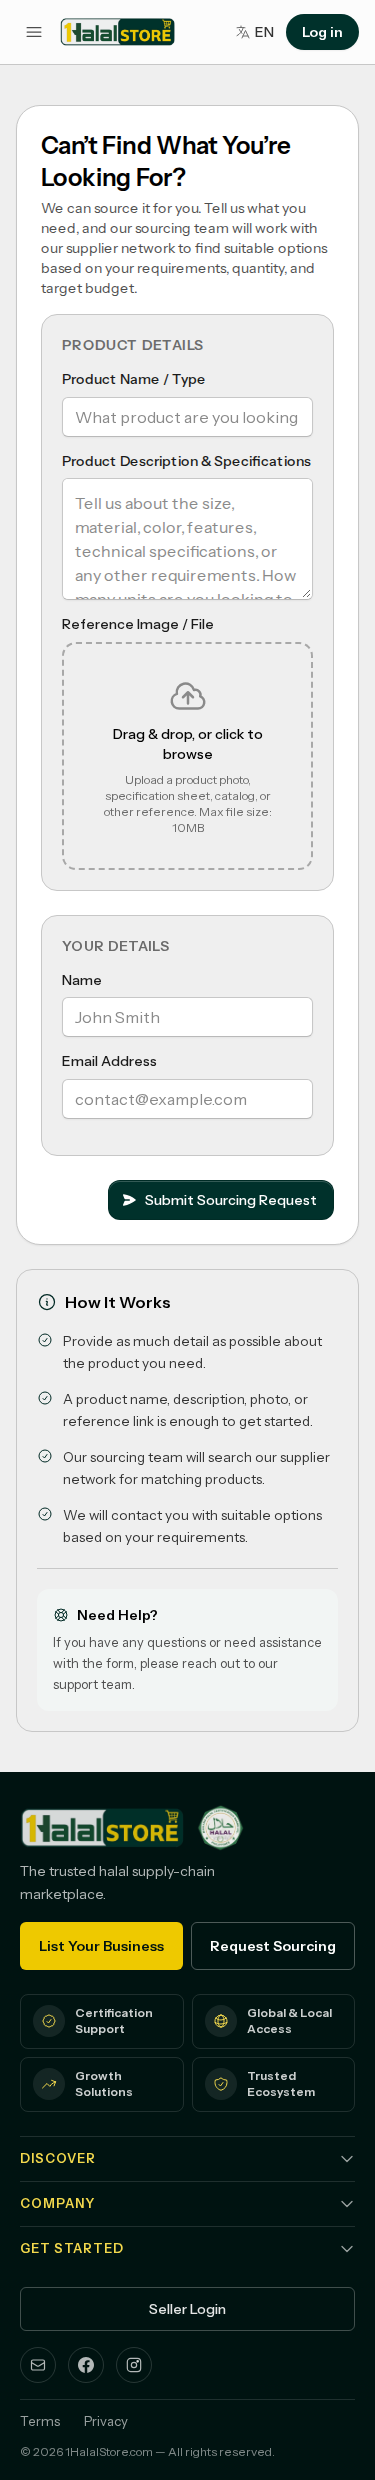 1Halal STORE
EN
Log in
Can't Find What You're
Looking For?
We can source it for you. Tell us what you
need, and our sourcing team will work with
our supplier network to find suitable options
based on your requirements, quantity, and
target budget.
PRODUCT DETAILS
Product Name / Type
What product are you looking
Product Description & Specifications
Tell us about the size,
material, color, features,
technical specifications, or
any other requirements. How
many units are you looking to
Reference Image / File
Drag & drop, or click to
browse
Upload a product photo,
specification sheet, catalog, or
other reference. Max file size:
10MB
YOUR DETAILS
Name
John Smith
Email Address
contact@example.com
Submit Sourcing Request
How It Works
Provide as much detail as possible about
the product you need.
A product name, description, photo, or
reference link is enough to get started.
Our sourcing team will search our supplier
network for matching products.
We will contact you with suitable options
based on your requirements.
Need Help?
If you have any questions or need assistance
with the form, please reach out to our
support team.
1Halal STORE
حلال
HALAL
The trusted halal supply-chain
marketplace.
List Your Business
Request Sourcing
Certification
Support
Global & Local
Access
Growth
Solutions
Trusted
Ecosystem
DISCOVER
COMPANY
GET STARTED
Seller Login
Terms
Privacy
© 2026 1HalalStore.com — All rights reserved.